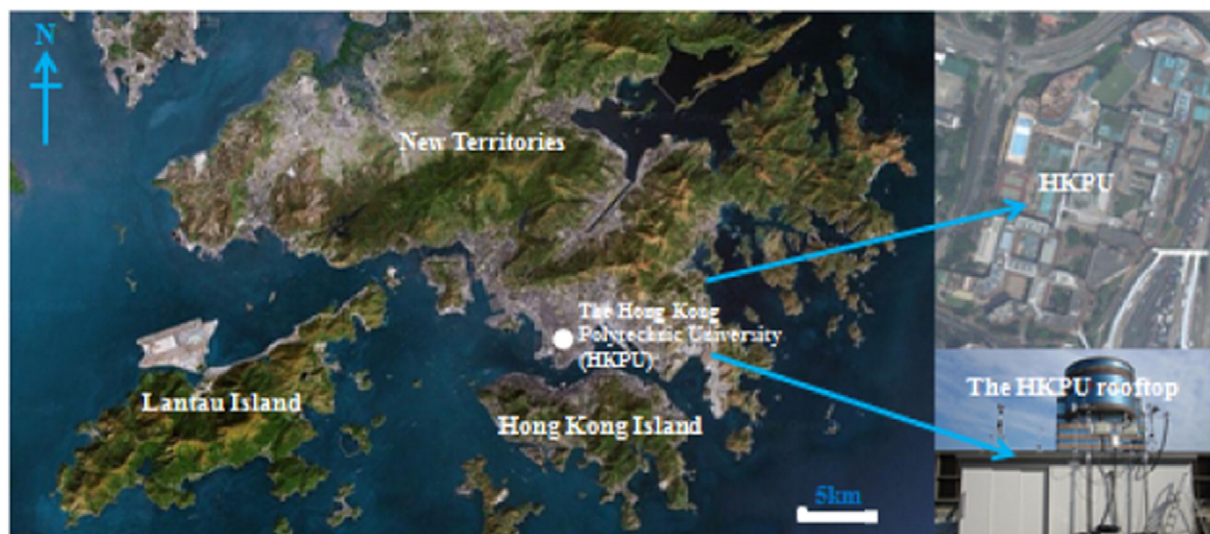 N
New Territories
HKPU
The Hong Kong
Polytechnic University
(HKPU)
The HKPU rooftop
Lantau Island
Hong Kong Island
5km